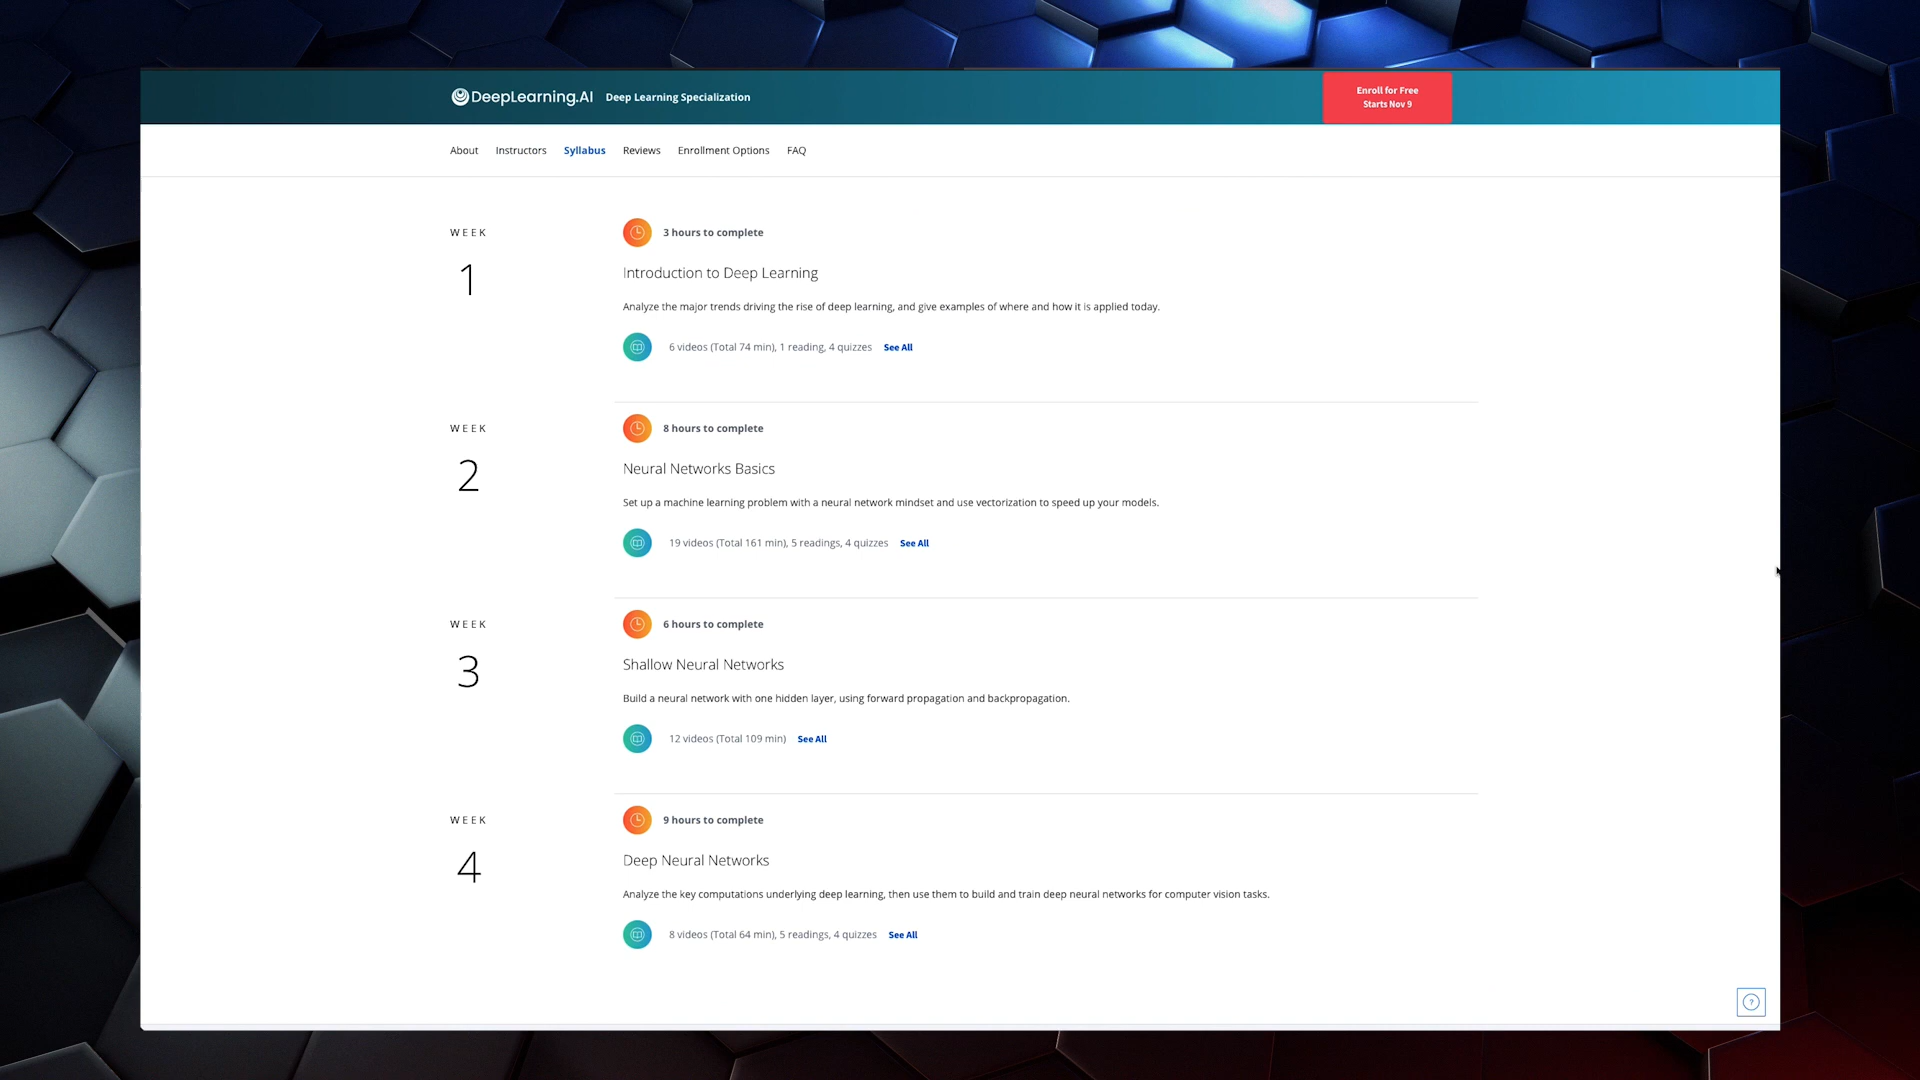 DeepLearning.AI Deep Learning Specialization
Enroll for Free
Starts Nov 9
About Instructors Syllabus Reviews Enrollment Options FAQ
WEEK
1
3 hours to complete
Introduction to Deep Learning
Analyze the major trends driving the rise of deep learning, and give examples of where and how it is applied today.
6 videos (Total 74 min), 1 reading, 4 quizzes See All
WEEK
2
8 hours to complete
Neural Networks Basics
Set up a machine learning problem with a neural network mindset and use vectorization to speed up your models.
19 videos (Total 161 min), 5 readings, 4 quizzes See All
WEEK
3
6 hours to complete
Shallow Neural Networks
Build a neural network with one hidden layer, using forward propagation and backpropagation.
12 videos (Total 109 min) See All
WEEK
4
9 hours to complete
Deep Neural Networks
Analyze the key computations underlying deep learning, then use them to build and train deep neural networks for computer vision tasks.
8 videos (Total 64 min), 5 readings, 4 quizzes See All
?